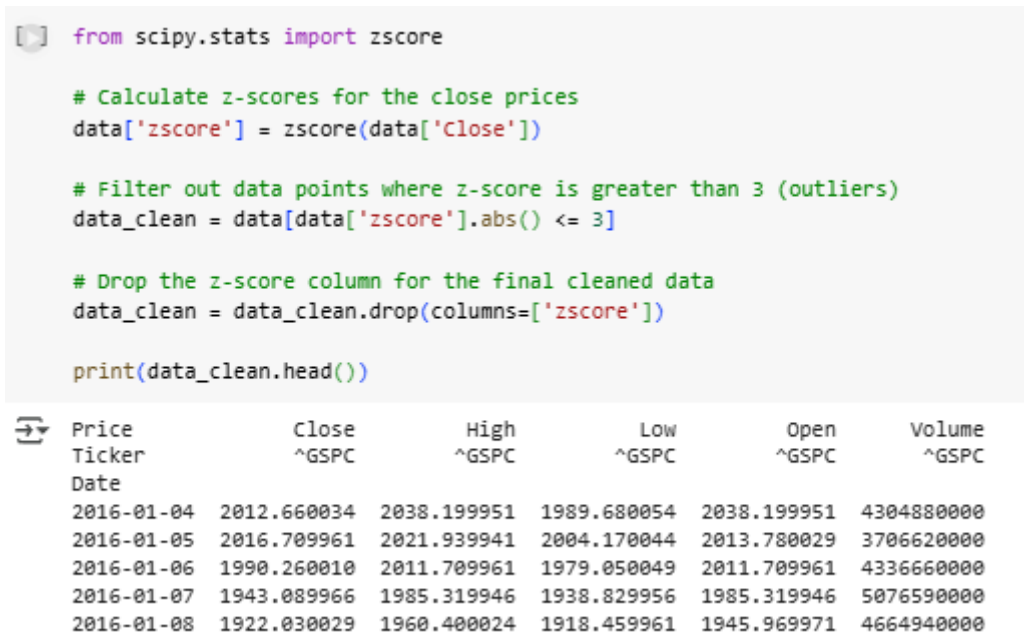 from scipy.stats import zscore
# Calculate z-scores for the close prices
data['zscore'] = zscore(data['Close'])
# Filter out data points where z-score is greater than 3 (outliers)
data_clean = data[data['zscore'].abs() <= 3]
# Drop the z-score column for the final cleaned data
data_clean = data_clean.drop(columns=['zscore'])
print(data_clean.head())
Price Close High Low Open Volume
Ticker ^GSPC ^GSPC ^GSPC ^GSPC ^GSPC
Date
2016-01-04 2012.660034 2038.199951 1989.680054 2038.199951 4304880000
2016-01-05 2016.709961 2021.939941 2004.170044 2013.780029 3706620000
2016-01-06 1990.260010 2011.709961 1979.050049 2011.709961 4336660000
2016-01-07 1943.089966 1985.319946 1938.829956 1985.319946 5076590000
2016-01-08 1922.030029 1960.400024 1918.459961 1945.969971 4664940000